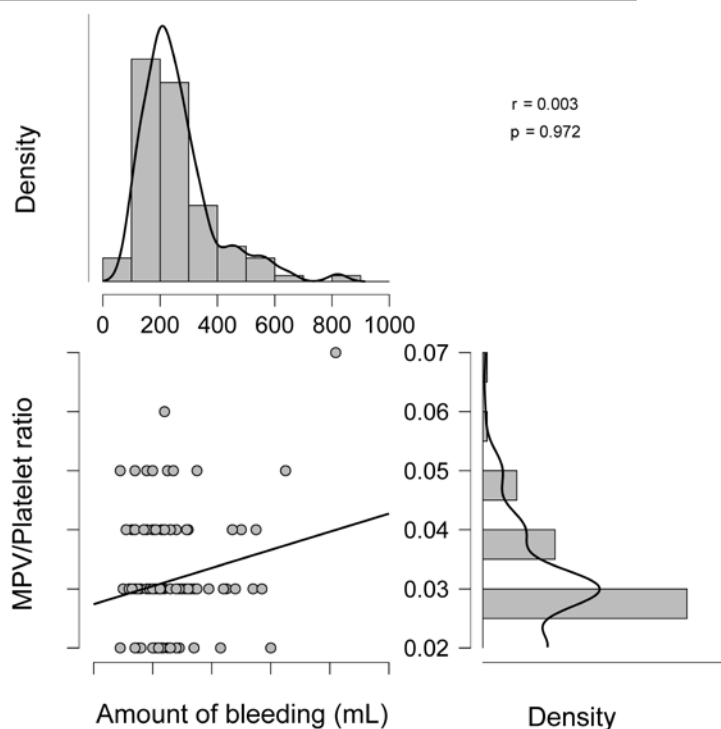 Density
r = 0.003
p = 0.972
0 200 400 600 800 1000
MPV/Platelet ratio
0.07
0.06
0.05
0.04
0.03
0.02
Amount of bleeding (mL)
Density